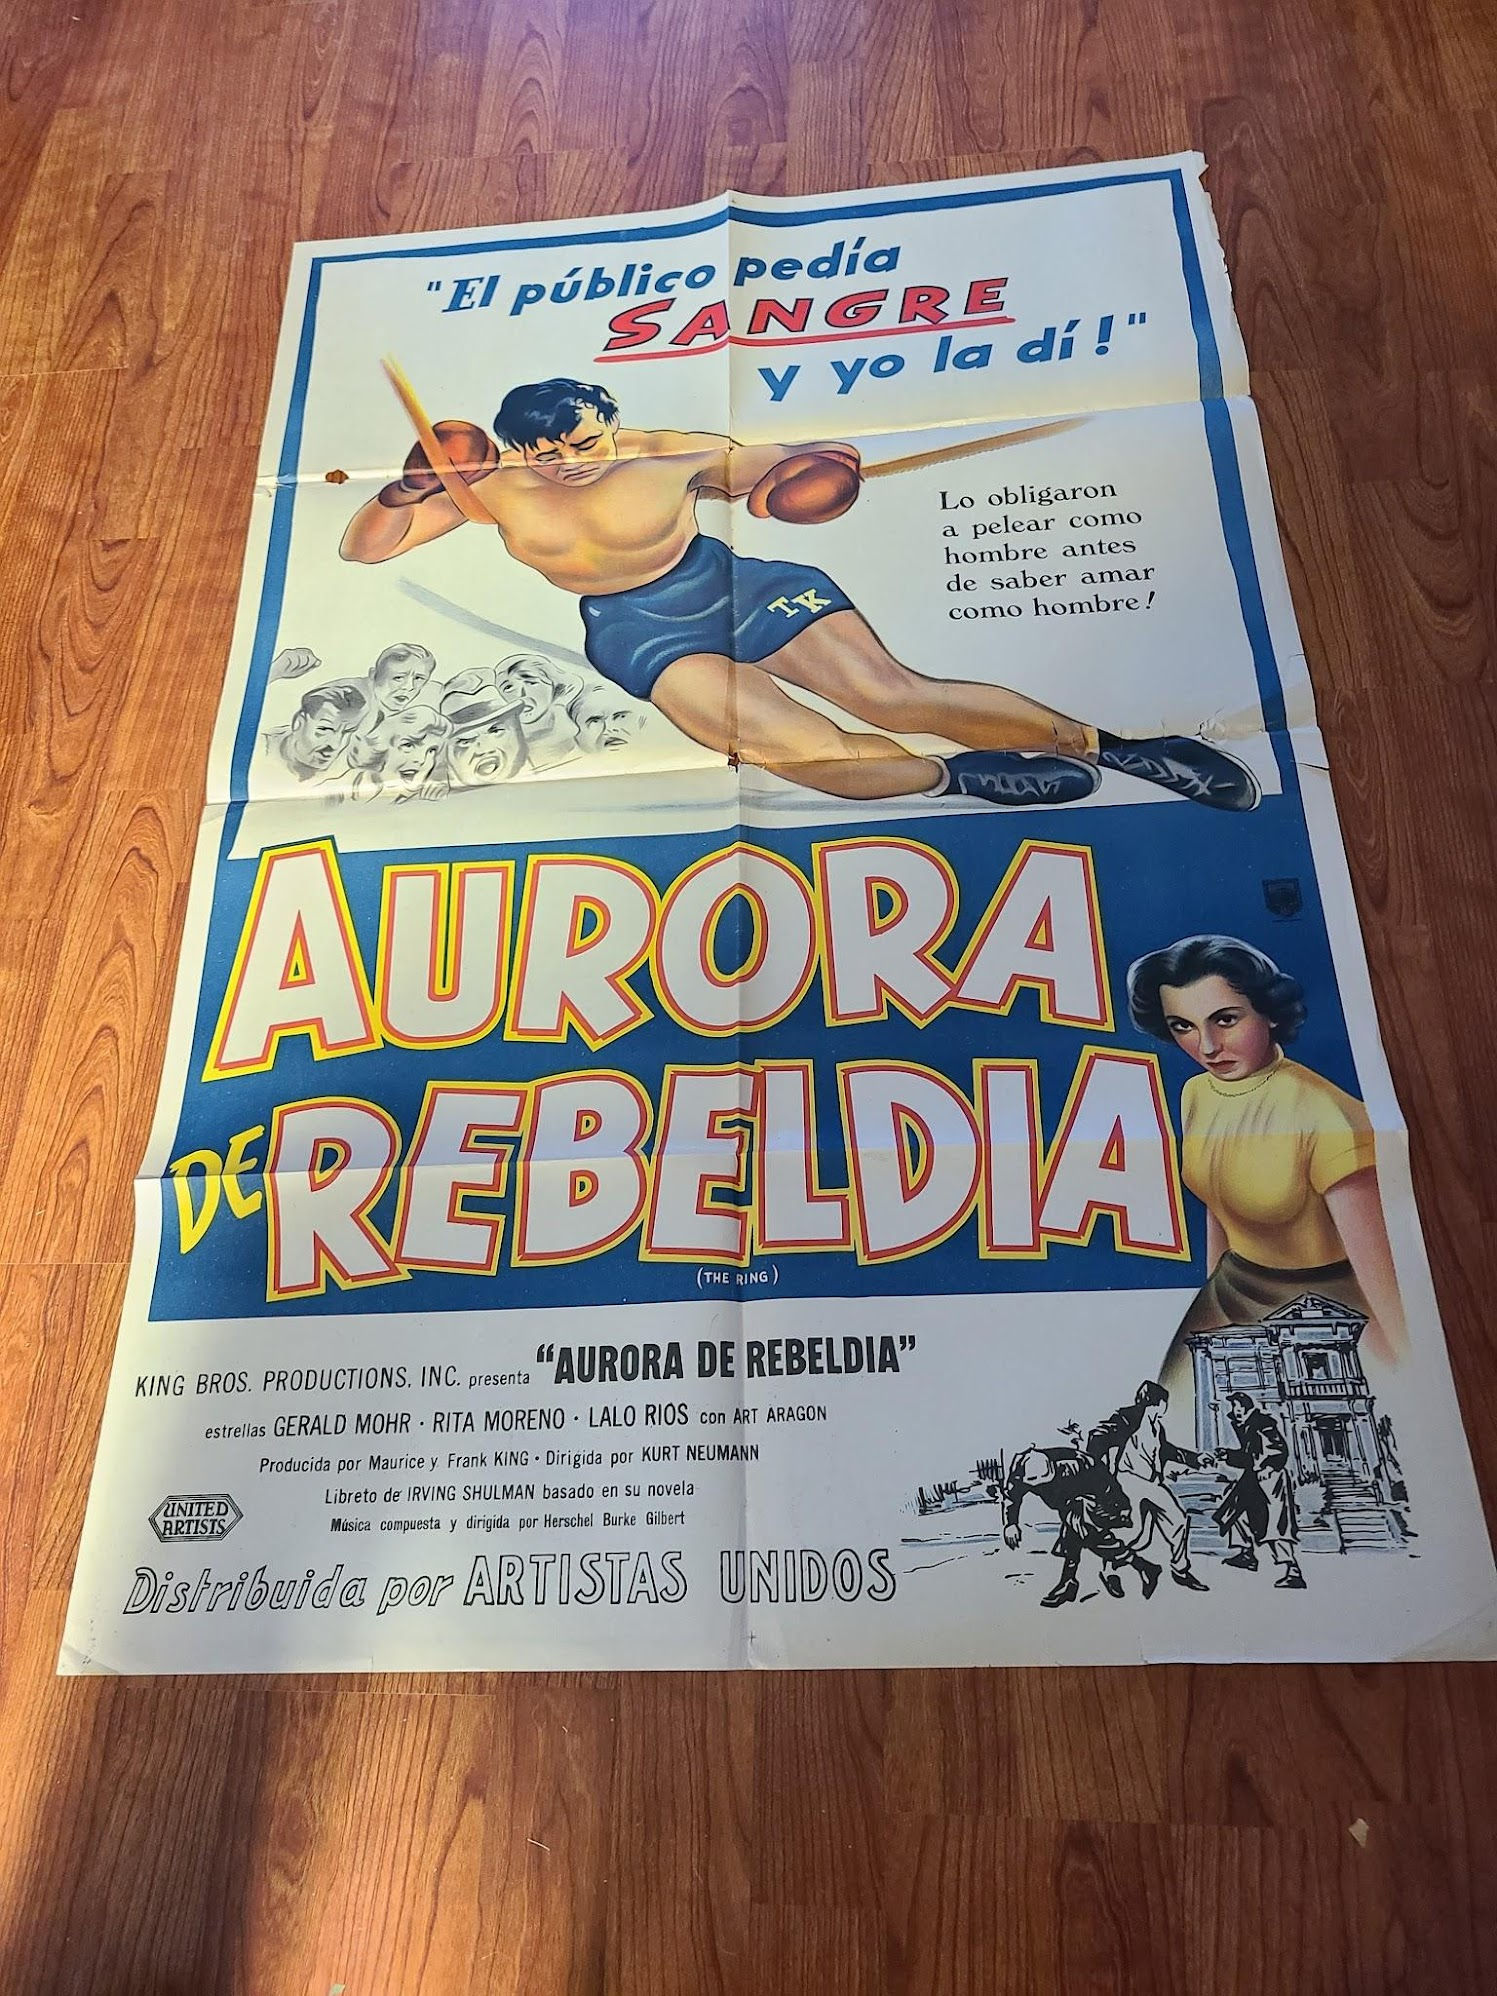 "El público pedía
SANGRE
y yo la dí!"
Lo obligaron
a pelear como
hombre antes
de saber amar
como hombre!
TK
AURORA
DE REBELDIA
(THE RING)
KING BROS. PRODUCTIONS, INC. presenta "AURORA DE REBELDIA"
estrellas GERALD MOHR · RITA MORENO · LALO RIOS con ART ARAGON
Producida por Maurice y Frank KING · Dirigida por KURT NEUMANN
Libreto de IRVING SHULMAN basado en su novela
Música compuesta y dirigida por Herschel Burke Gilbert
UNITED
ARTISTS
Distribuida por ARTISTAS UNIDOS